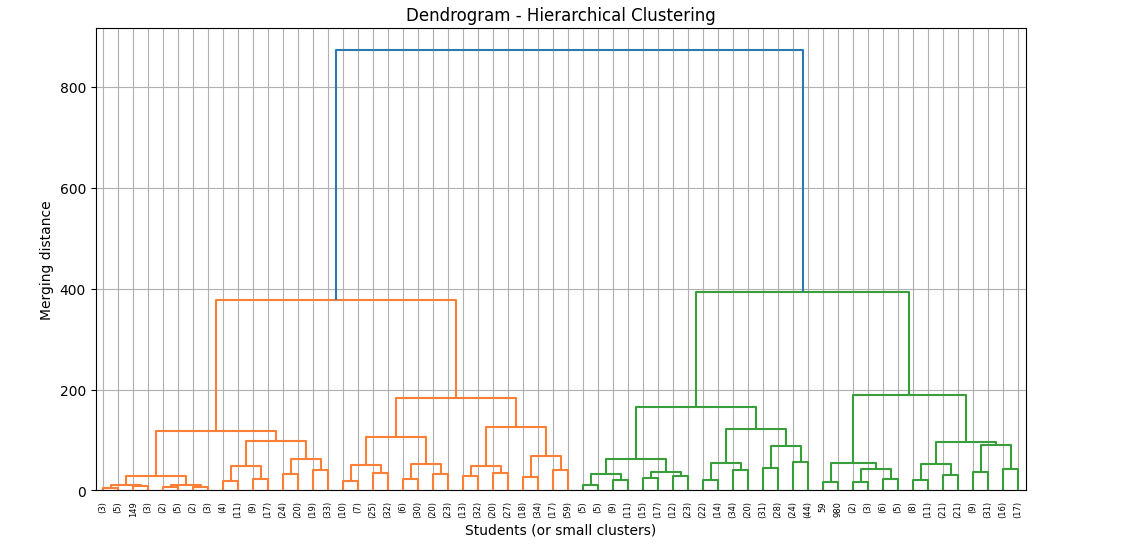 Dendrogram - Hierarchical Clustering
Merging distance
800
600
400
200
0
(3) (5) 149 (3) (2) (5) (2) (3) (4) (11) (9) (17) (24) (20) (19) (33) (10) (7) (25) (32) (6) (30) (20) (23) (13) (32) (20) (27) (18) (34) (17) (59) (5) (5) (9) (11) (15) (17) (12) (23) (22) (14) (34) (20) (31) (28) (24) (44) 59 980 (2) (3) (6) (5) (8) (11) (21) (21) (9) (31) (16) (17)
Students (or small clusters)